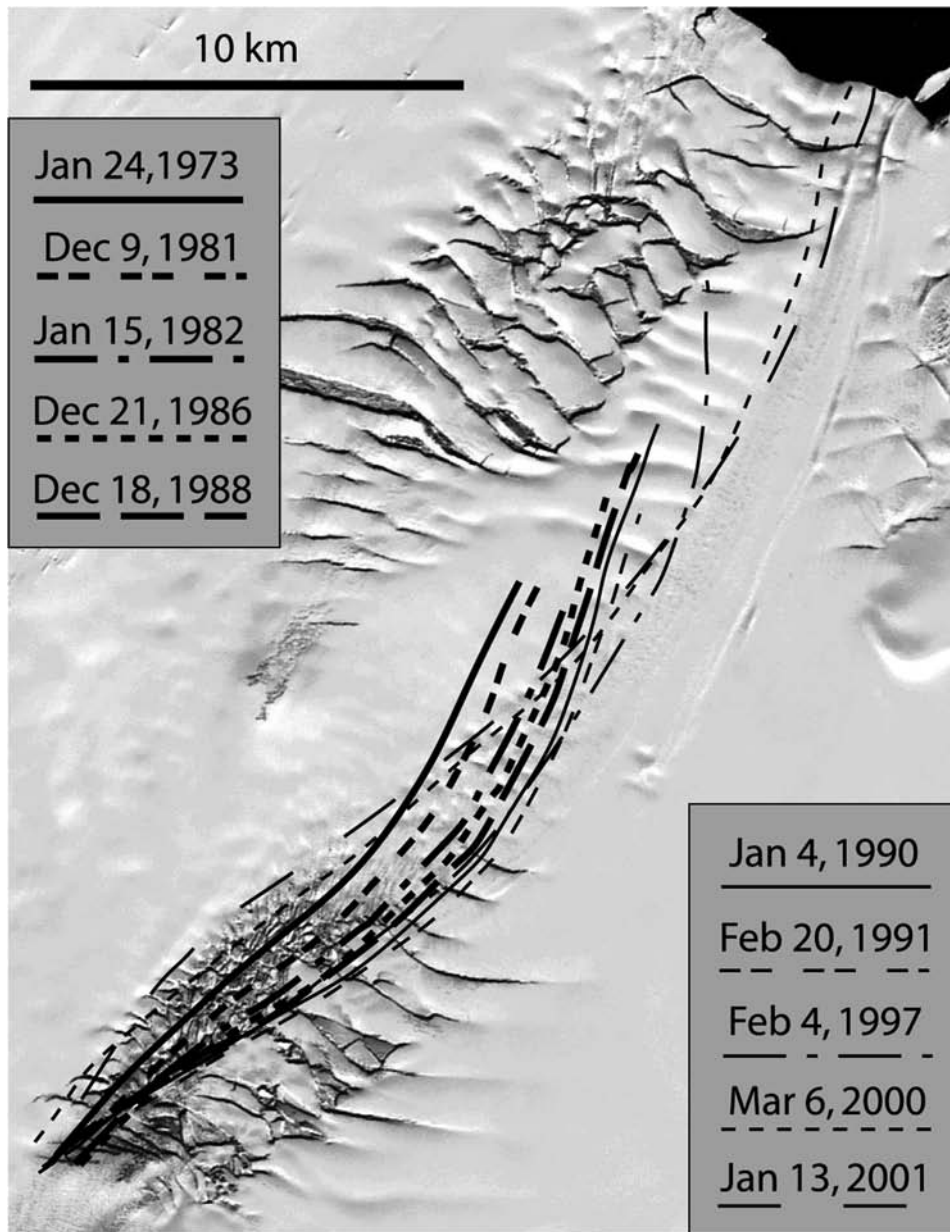 10 km
Jan 24, 1973
Dec 9, 1981
Jan 15, 1982
Dec 21, 1986
Dec 18, 1988
Jan 4, 1990
Feb 20, 1991
Feb 4, 1997
Mar 6, 2000
Jan 13, 2001